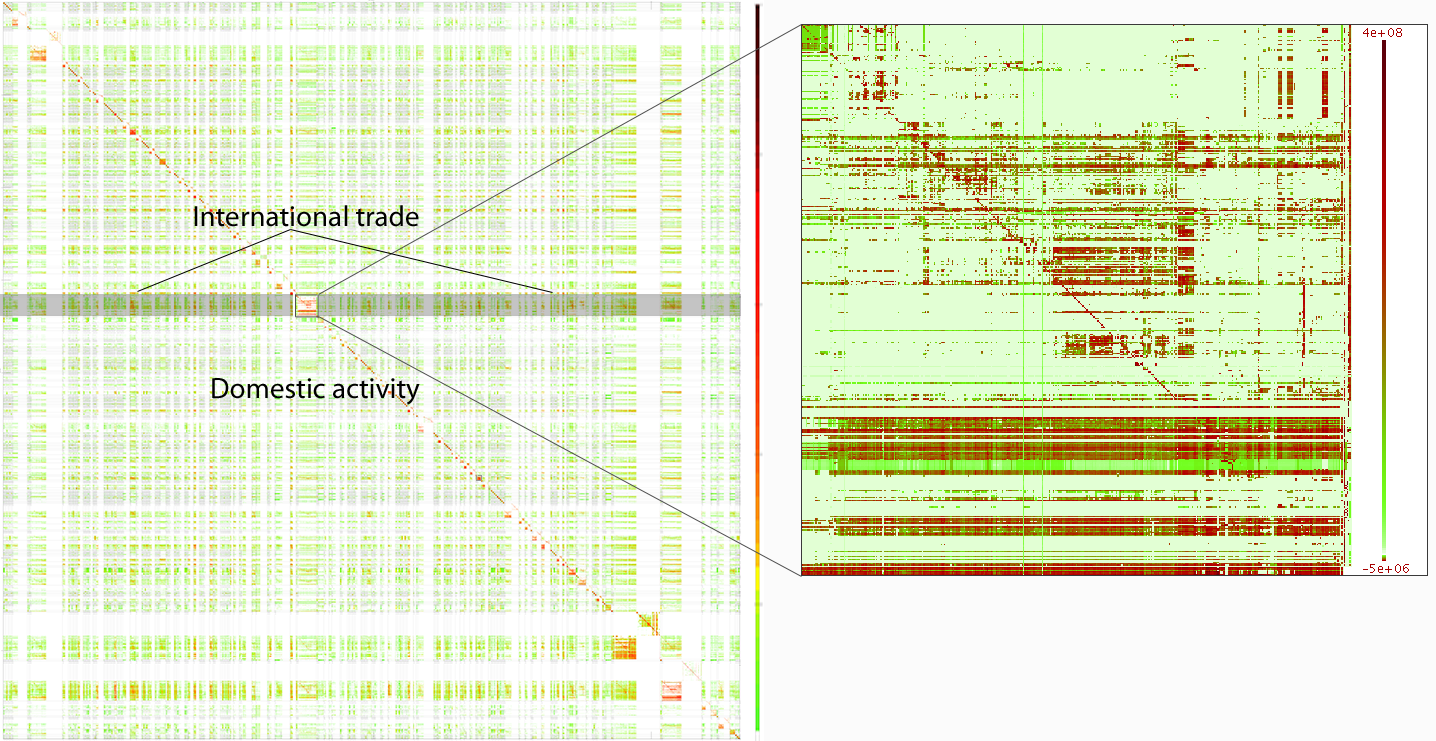 International trade
Domestic activity
4e+08
-5e+06